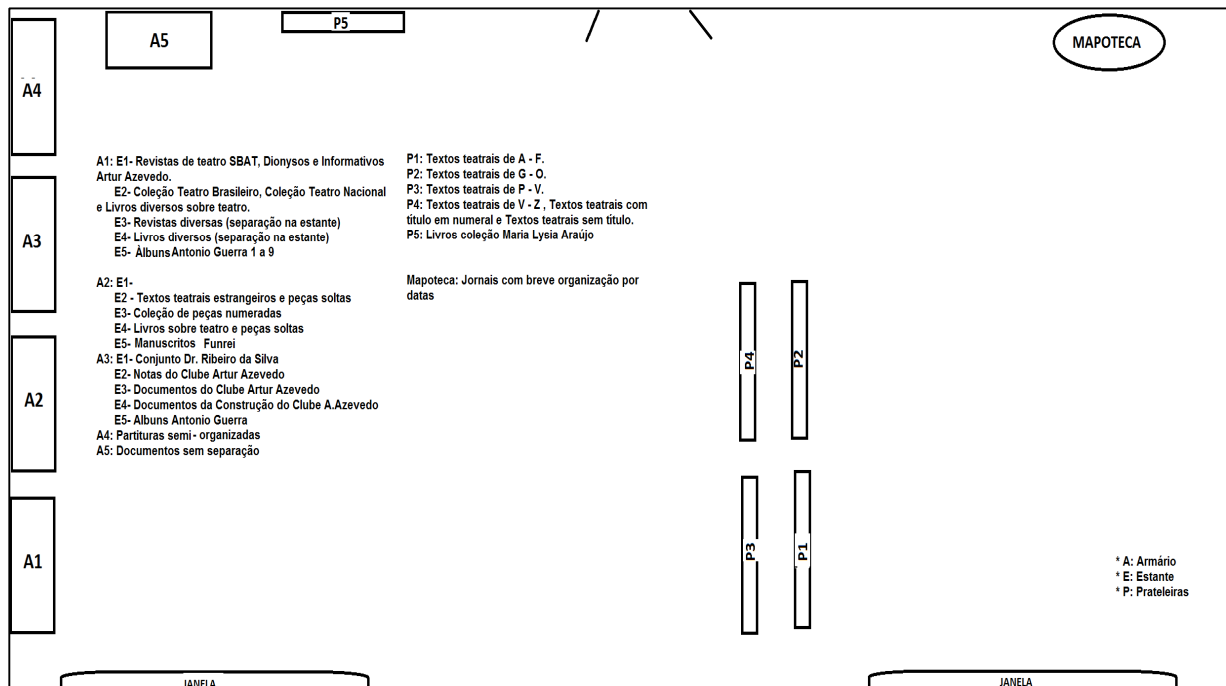 A5
P5
MAPOTECA
A4
A1: E1- Revistas de teatro SBAT, Dionysos e Informativos
Artur Azevedo.
E2- Coleção Teatro Brasileiro, Coleção Teatro Nacional
e Livros diversos sobre teatro.
E3- Revistas diversas (separação na estante)
E4- Livros diversos (separação na estante)
E5- Àlbuns Antonio Guerra 1 a 9
P1: Textos teatrais de A - F.
P2: Textos teatrais de G - O.
P3: Textos teatrais de P - V.
P4: Textos teatrais de V - Z , Textos teatrais com
título em numeral e Textos teatrais sem título.
P5: Livros coleção Maria Lysia Araújo
A3
A2: E1-
E2 - Textos teatrais estrangeiros e peças soltas
E3- Coleção de peças numeradas
E4- Livros sobre teatro e peças soltas
E5- Manuscritos Funrei
A3: E1- Conjunto Dr. Ribeiro da Silva
E2- Notas do Clube Artur Azevedo
E3- Documentos do Clube Artur Azevedo
E4- Documentos da Construção do Clube A.Azevedo
E5- Albuns Antonio Guerra
A4: Partituras semi - organizadas
A5: Documentos sem separação
Mapoteca: Jornais com breve organização por
datas
P4
P2
A2
A1
P3
P1
* A: Armário
* E: Estante
* P: Prateleiras
JANELA
JANELA